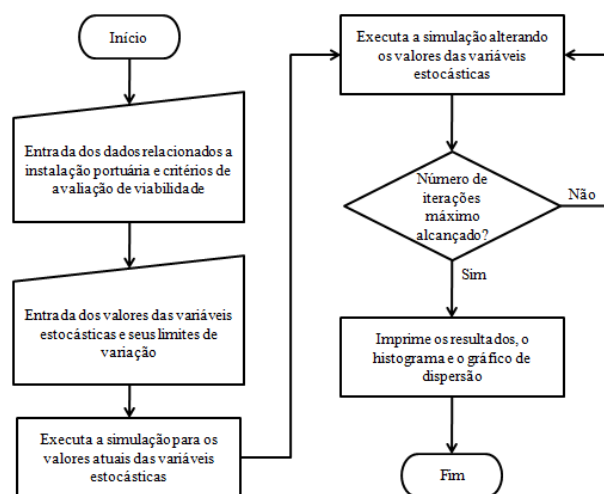 Início
Entrada dos dados relacionados a
instalação portuária e critérios de
avaliação de viabilidade
Entrada dos valores das variáveis
estocásticas e seus limites de
variação
Executa a simulação para os
valores atuais das variáveis
estocásticas
Executa a simulação alterando
os valores das variáveis
estocásticas
Número de
iterações
máximo
alcançado?
Não
Sim
Imprime os resultados, o
histograma e o gráfico de
dispersão
Fim